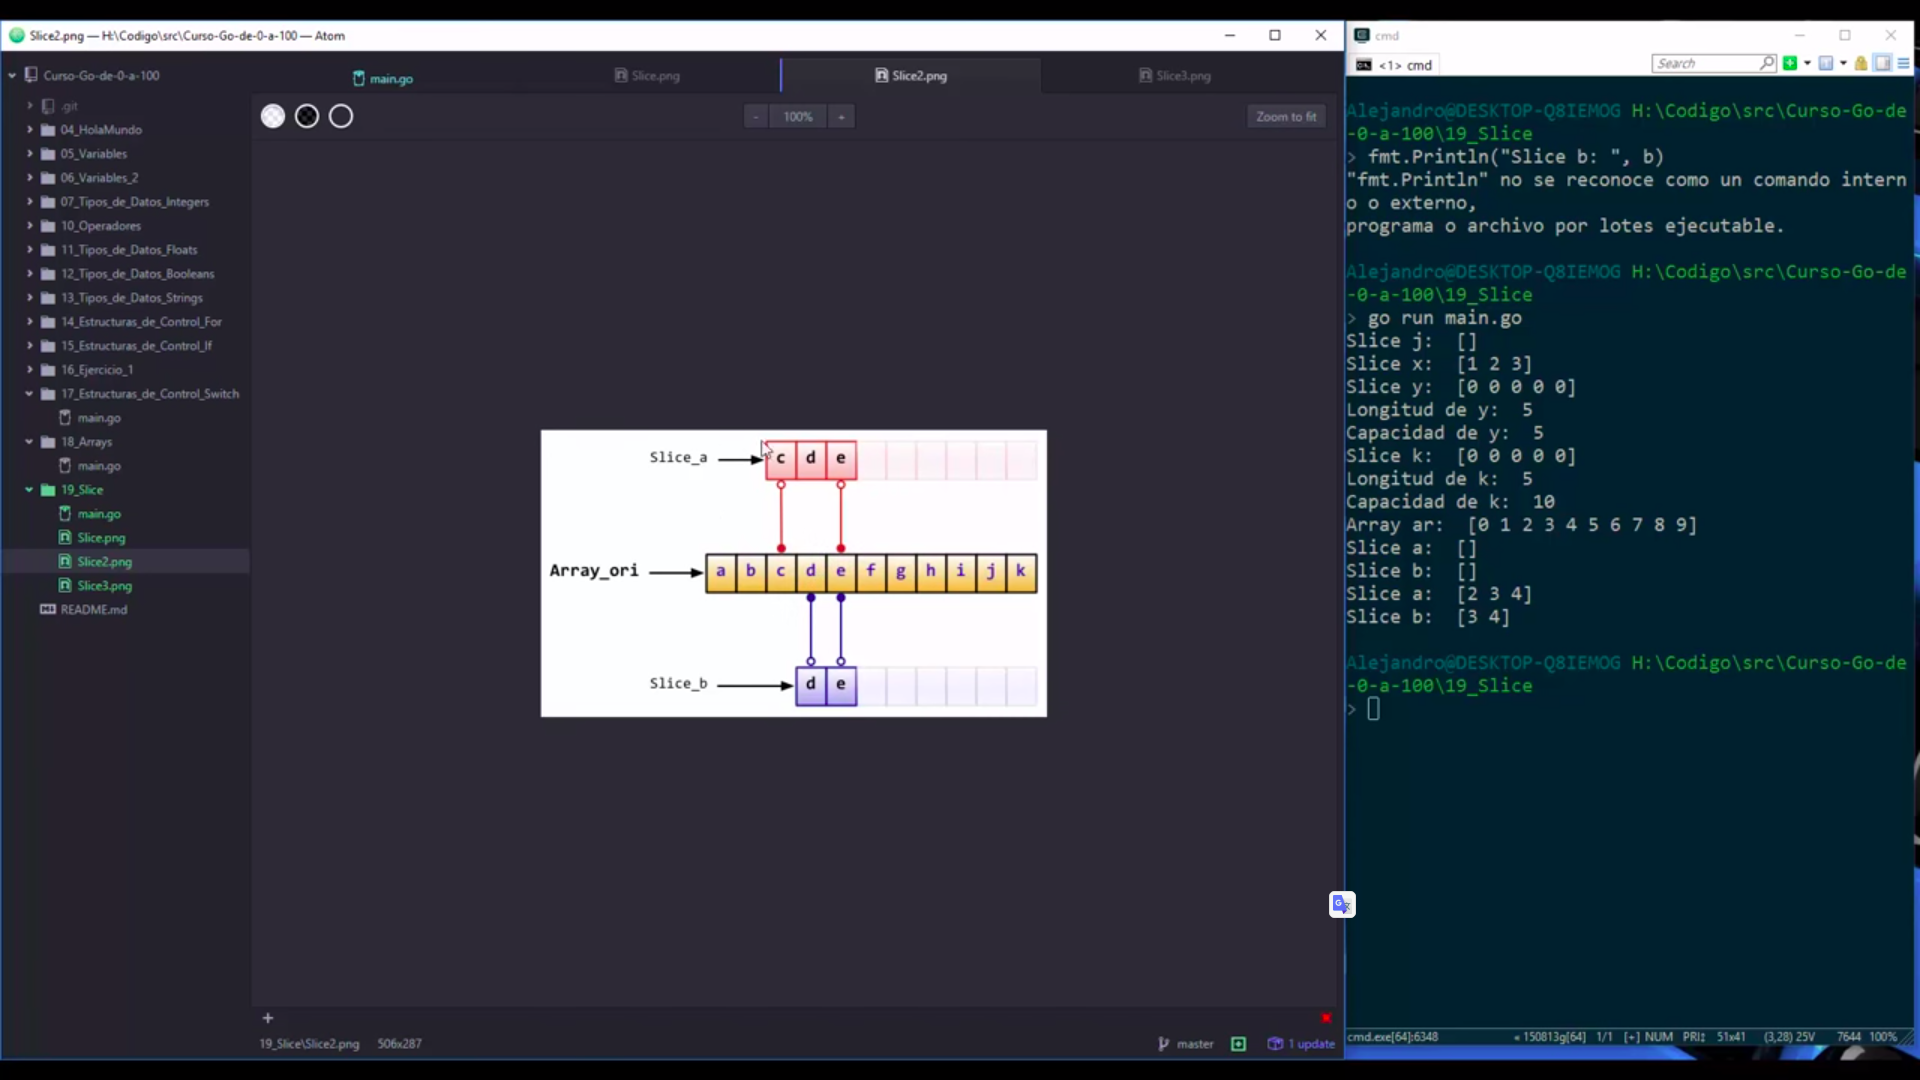 Slice2.png — H:\Codigo\src\Curso-Go-de-0-a-100 — Atom
Curso-Go-de-0-a-100
.git
04_HolaMundo
05_Variables
06_Variables_2
07_Tipos_de_Datos_Integers
10_Operadores
11_Tipos_de_Datos_Floats
12_Tipos_de_Datos_Booleans
13_Tipos_de_Datos_Strings
14_Estructuras_de_Control_For
15_Estructuras_de_Control_If
16_Ejercicio_1
17_Estructuras_de_Control_Switch
main.go
18_Arrays
main.go
19_Slice
main.go
Slice.png
Slice2.png
Slice3.png
README.md
main.go
Slice.png
Slice2.png
Slice3.png
- 100% +
Zoom to fit
Slice_a c d e
Array_ori a b c d e f g h i j k
Slice_b d e
+
19_Slice\Slice2.png 506x287
master
1 update
cmd
<1> cmd
Search
Alejandro@DESKTOP-Q8IEMOG H:\Codigo\src\Curso-Go-de
-0-a-100\19_Slice
> fmt.Println("Slice b: ", b)
"fmt.Println" no se reconoce como un comando intern
o o externo,
programa o archivo por lotes ejecutable.
Alejandro@DESKTOP-Q8IEMOG H:\Codigo\src\Curso-Go-de
-0-a-100\19_Slice
> go run main.go
Slice j:  []
Slice x:  [1 2 3]
Slice y:  [0 0 0 0 0]
Longitud de y:  5
Capacidad de y:  5
Slice k:  [0 0 0 0 0]
Longitud de k:  5
Capacidad de k:  10
Array ar:  [0 1 2 3 4 5 6 7 8 9]
Slice a:  []
Slice b:  []
Slice a:  [2 3 4]
Slice b:  [3 4]
Alejandro@DESKTOP-Q8IEMOG H:\Codigo\src\Curso-Go-de
-0-a-100\19_Slice
>
cmd.exe[64]:6348
« 150813g[64] 1/1 [+] NUM PRI↕ 51x41 (3,28) 25V 7644 100%